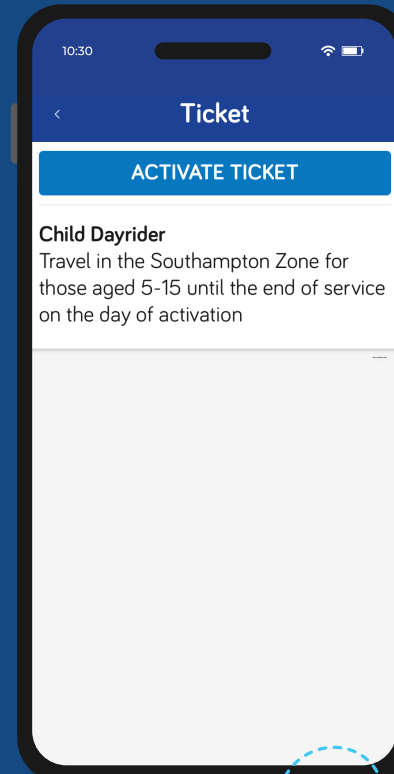 10:30
Ticket
ACTIVATE TICKET
Child Dayrider
Travel in the Southampton Zone for
those aged 5-15 until the end of service
on the day of activation